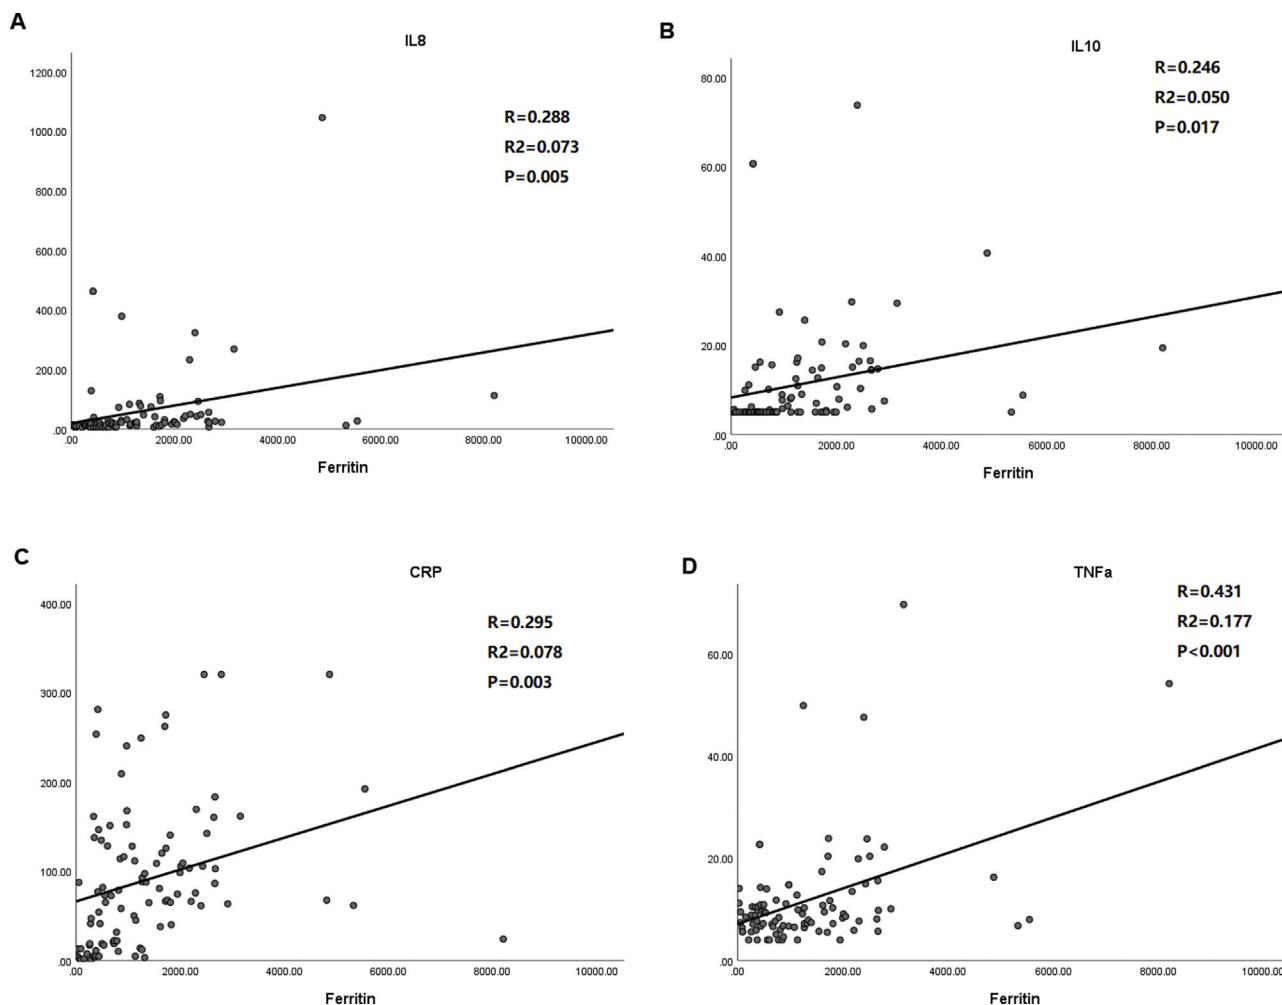 A
IL8
R=0.288
R2=0.073
P=0.005
1200.00
1000.00
800.00
600.00
400.00
200.00
.00
.00 2000.00 4000.00 6000.00 8000.00 10000.00
Ferritin
B
IL10
R=0.246
R2=0.050
P=0.017
80.00
60.00
40.00
20.00
.00
.00 2000.00 4000.00 6000.00 8000.00 10000.00
Ferritin
C
CRP
R=0.295
R2=0.078
P=0.003
400.00
300.00
200.00
100.00
.00
.00 2000.00 4000.00 6000.00 8000.00 10000.00
Ferritin
D
TNFa
R=0.431
R2=0.177
P<0.001
60.00
40.00
20.00
.00
.00 2000.00 4000.00 6000.00 8000.00 10000.00
Ferritin